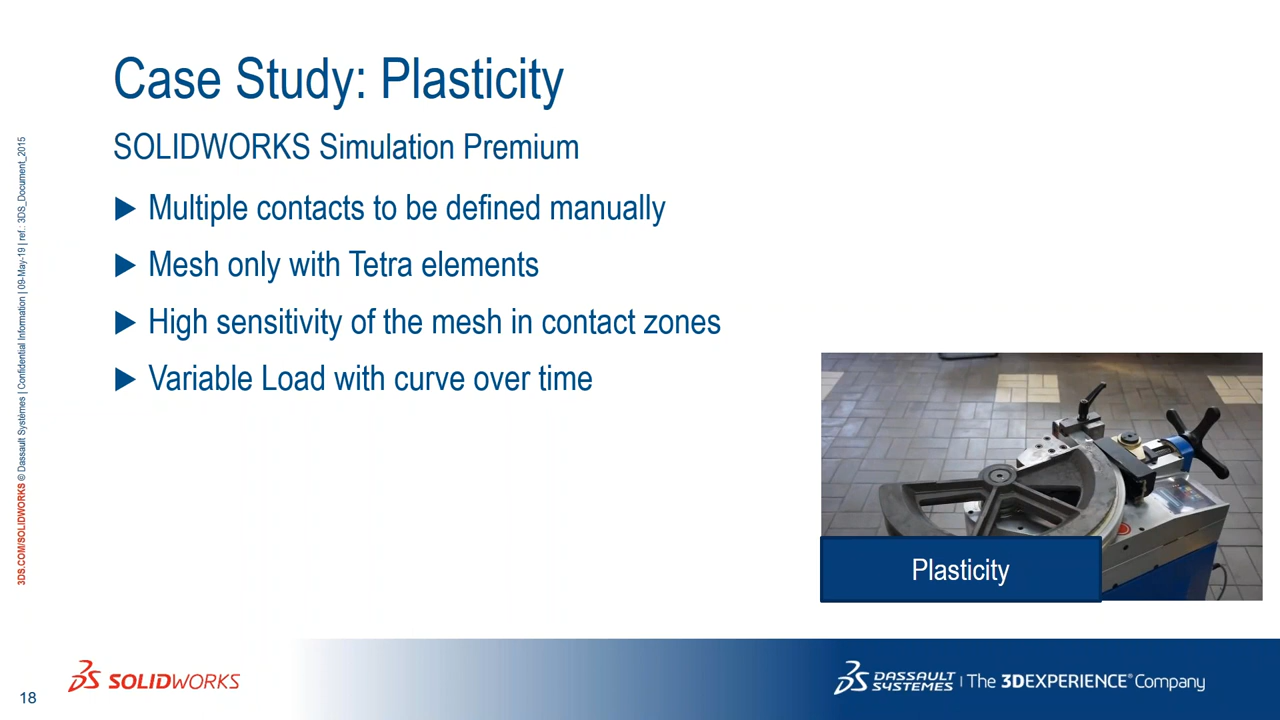 Case Study: Plasticity
SOLIDWORKS Simulation Premium
Multiple contacts to be defined manually
Mesh only with Tetra elements
High sensitivity of the mesh in contact zones
Variable Load with curve over time
Plasticity
3DS.COM/SOLIDWORKS © Dassault Systèmes | Confidential Information | 09-May-19 | ref.: 3DS_Document_2015
18
SOLIDWORKS
DASSAULT SYSTEMES | The 3DEXPERIENCE® Company